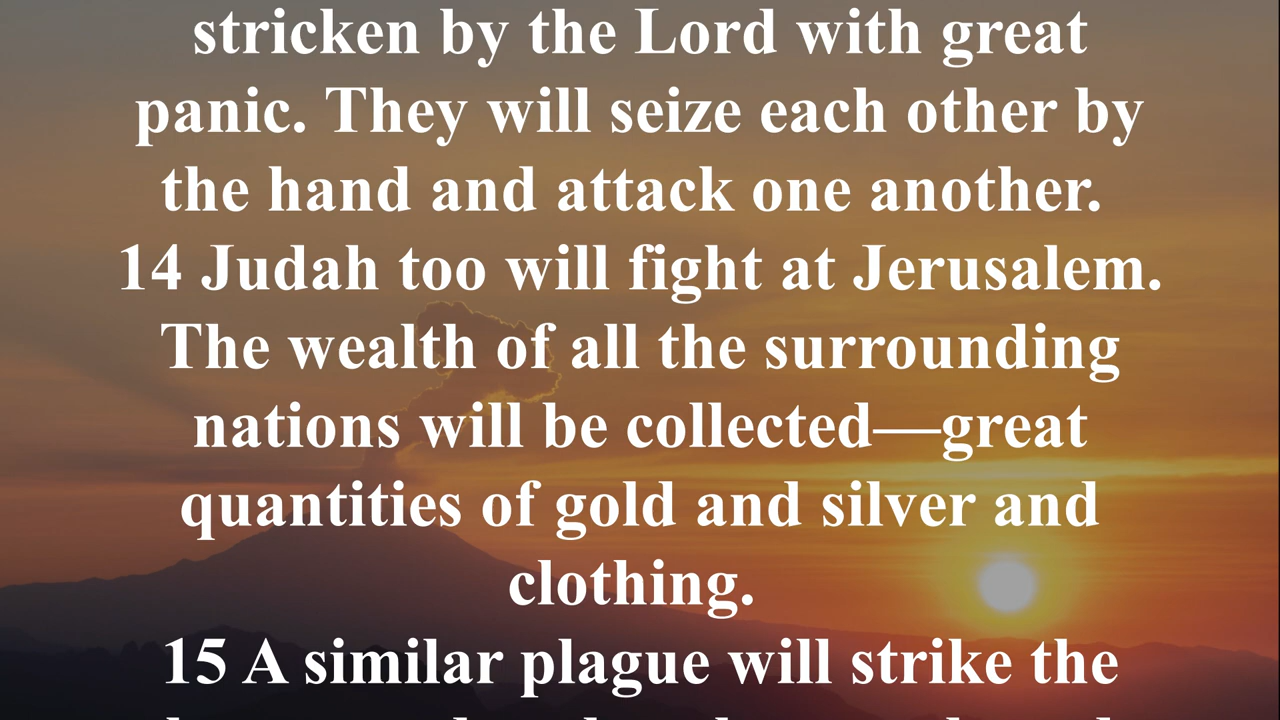 stricken by the Lord with great
panic. They will seize each other by
the hand and attack one another.
14 Judah too will fight at Jerusalem.
The wealth of all the surrounding
nations will be collected—great
quantities of gold and silver and
clothing.
15 A similar plague will strike the